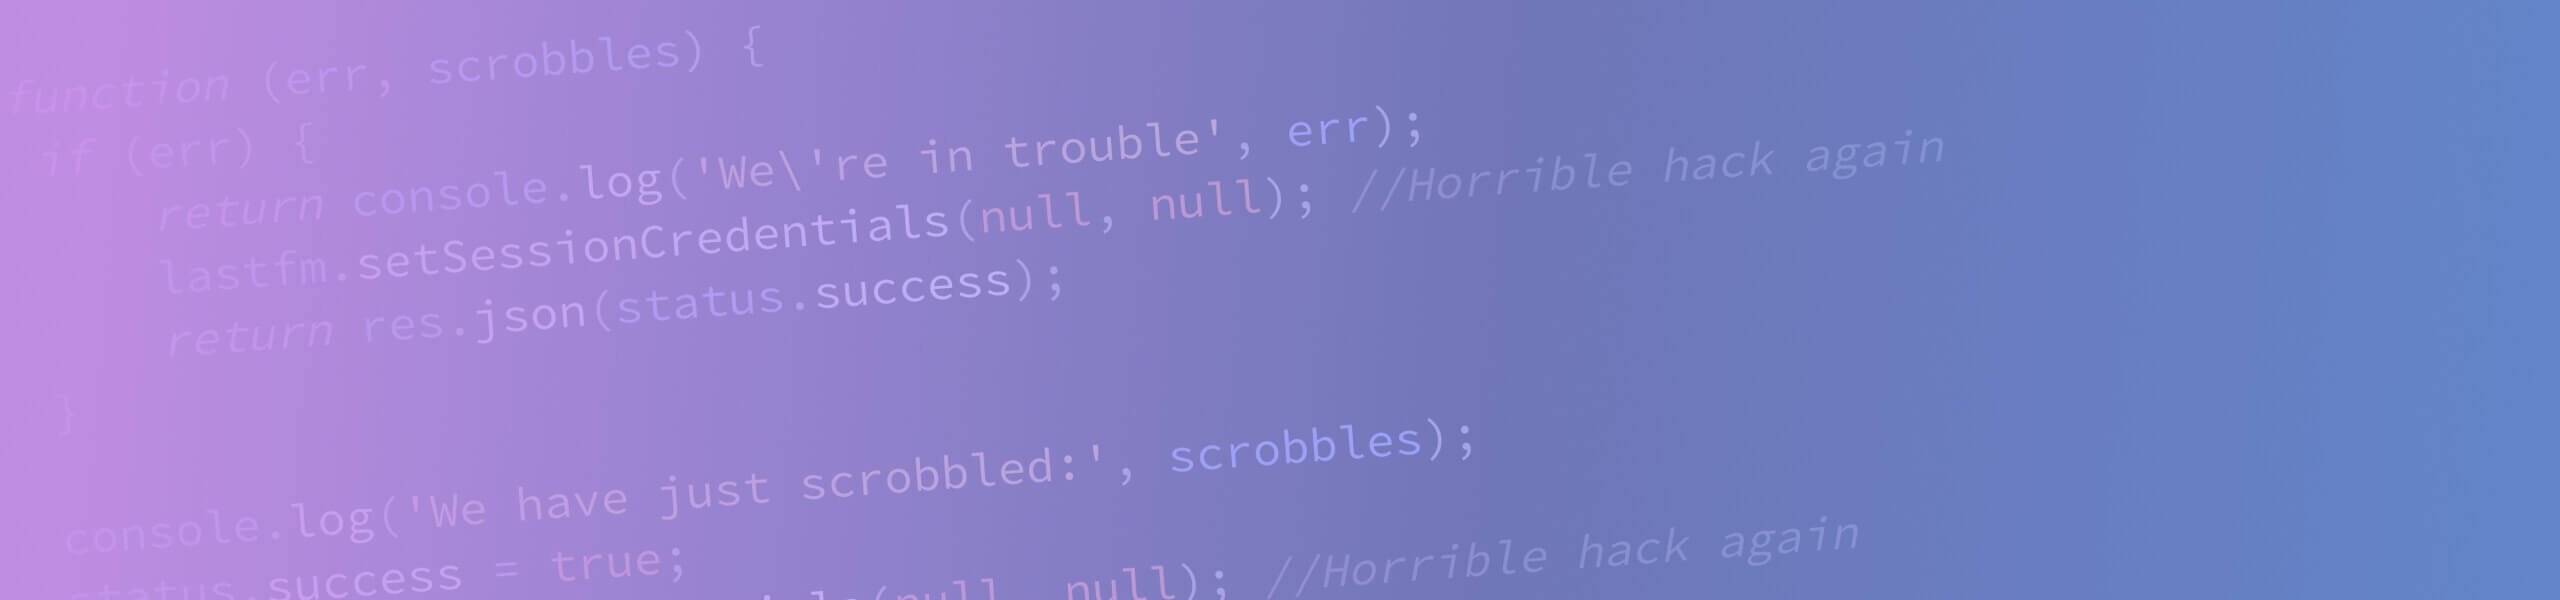 function (err, scrobbles) {
if (err) {
return console.log('We\'re in trouble', err);
lastfm.setSessionCredentials(null, null); //Horrible hack again
return res.json(status.success);
}
console.log('We have just scrobbled:', scrobbles);
status.success = true;
(null, null); //Horrible hack again